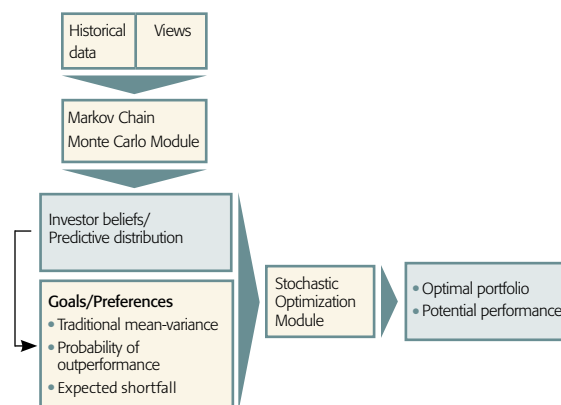 Historical data
Views
Markov Chain
Monte Carlo Module
Investor beliefs/
Predictive distribution
Goals/Preferences
• Traditional mean-variance
• Probability of
outperformance
• Expected shortfall
Stochastic
Optimization
Module
• Optimal portfolio
• Potential performance